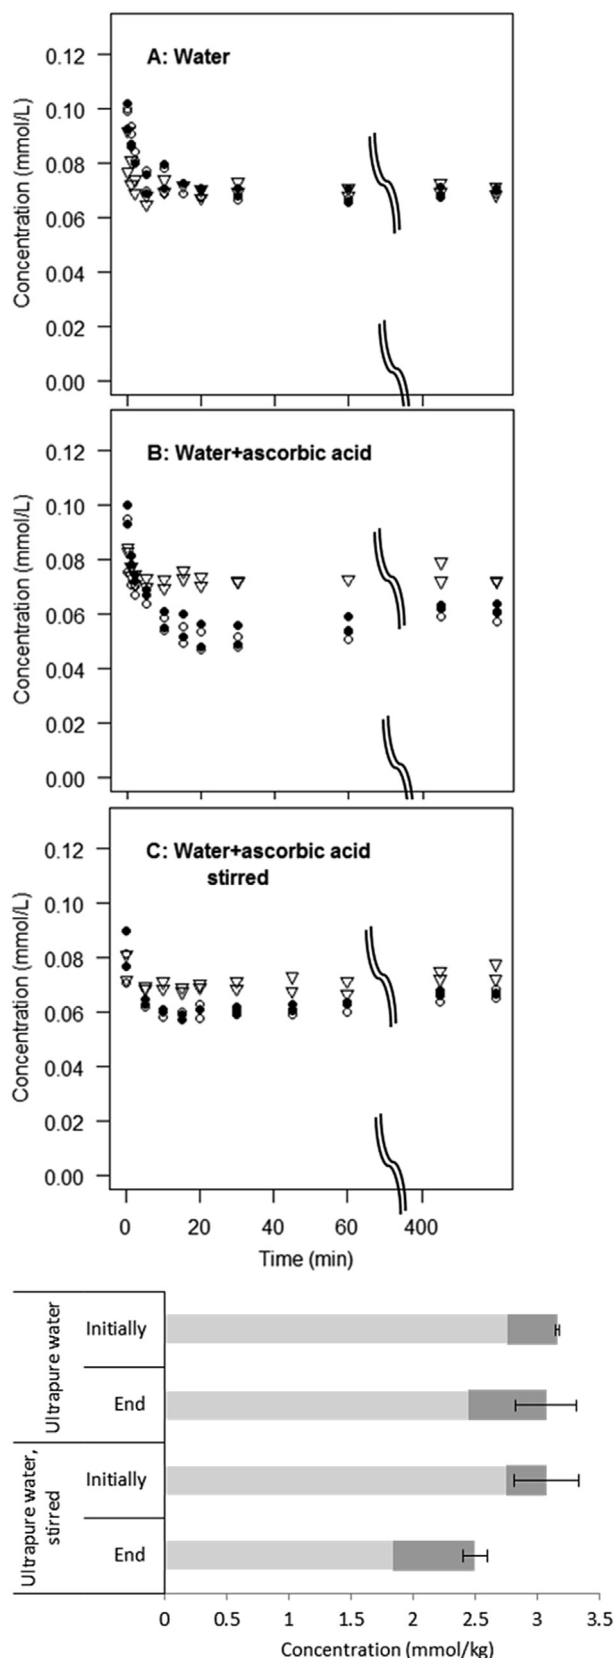 A: Water
Concentration (mmol/L)
0.12
0.10
0.08
0.06
0.04
0.02
0.00
B: Water+ascorbic acid
Concentration (mmol/L)
0.12
0.10
0.08
0.06
0.04
0.02
0.00
C: Water+ascorbic acid
stirred
Concentration (mmol/L)
0.12
0.10
0.08
0.06
0.04
0.02
0.00
0 20 40 60 400
Time (min)
Ultrapure water
Initially
End
Ultrapure water,
stirred
Initially
End
0 0.5 1 1.5 2 2.5 3 3.5
Concentration (mmol/kg)